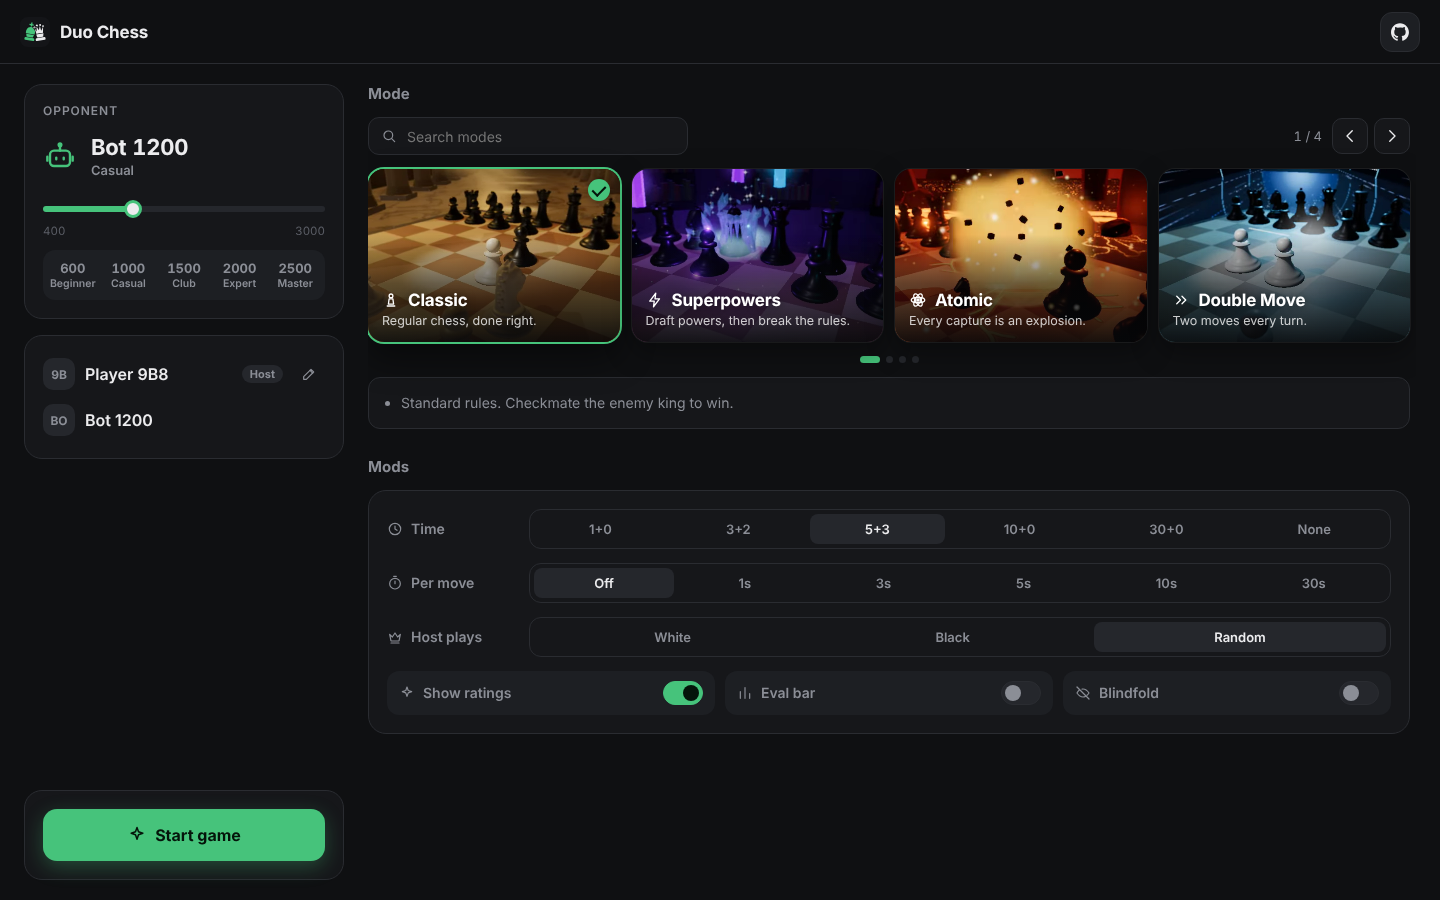 Duo Chess
OPPONENT
Bot 1200
Casual
400 3000
600 1000 1500 2000 2500
Beginner Casual Club Expert Master
9B Player 9B8 Host
BO Bot 1200
Start game
Mode
Search modes
1 / 4
Classic
Regular chess, done right.
Superpowers
Draft powers, then break the rules.
Atomic
Every capture is an explosion.
Double Move
Two moves every turn.
• Standard rules. Checkmate the enemy king to win.
Mods
Time 1+0 3+2 5+3 10+0 30+0 None
Per move Off 1s 3s 5s 10s 30s
Host plays White Black Random
Show ratings Eval bar Blindfold